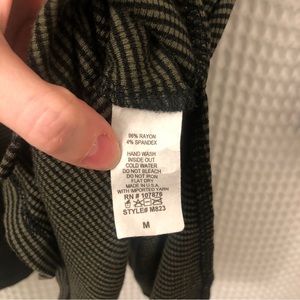 96% RAYON
4% SPANDEX
HAND WASH
INSIDE OUT
COLD WATER
DO NOT BLEACH
DO NOT IRON
FLAT DRY
MADE IN U.S.A.
WITH IMPORTED YARN
RN # 107876
STYLE# M823
M